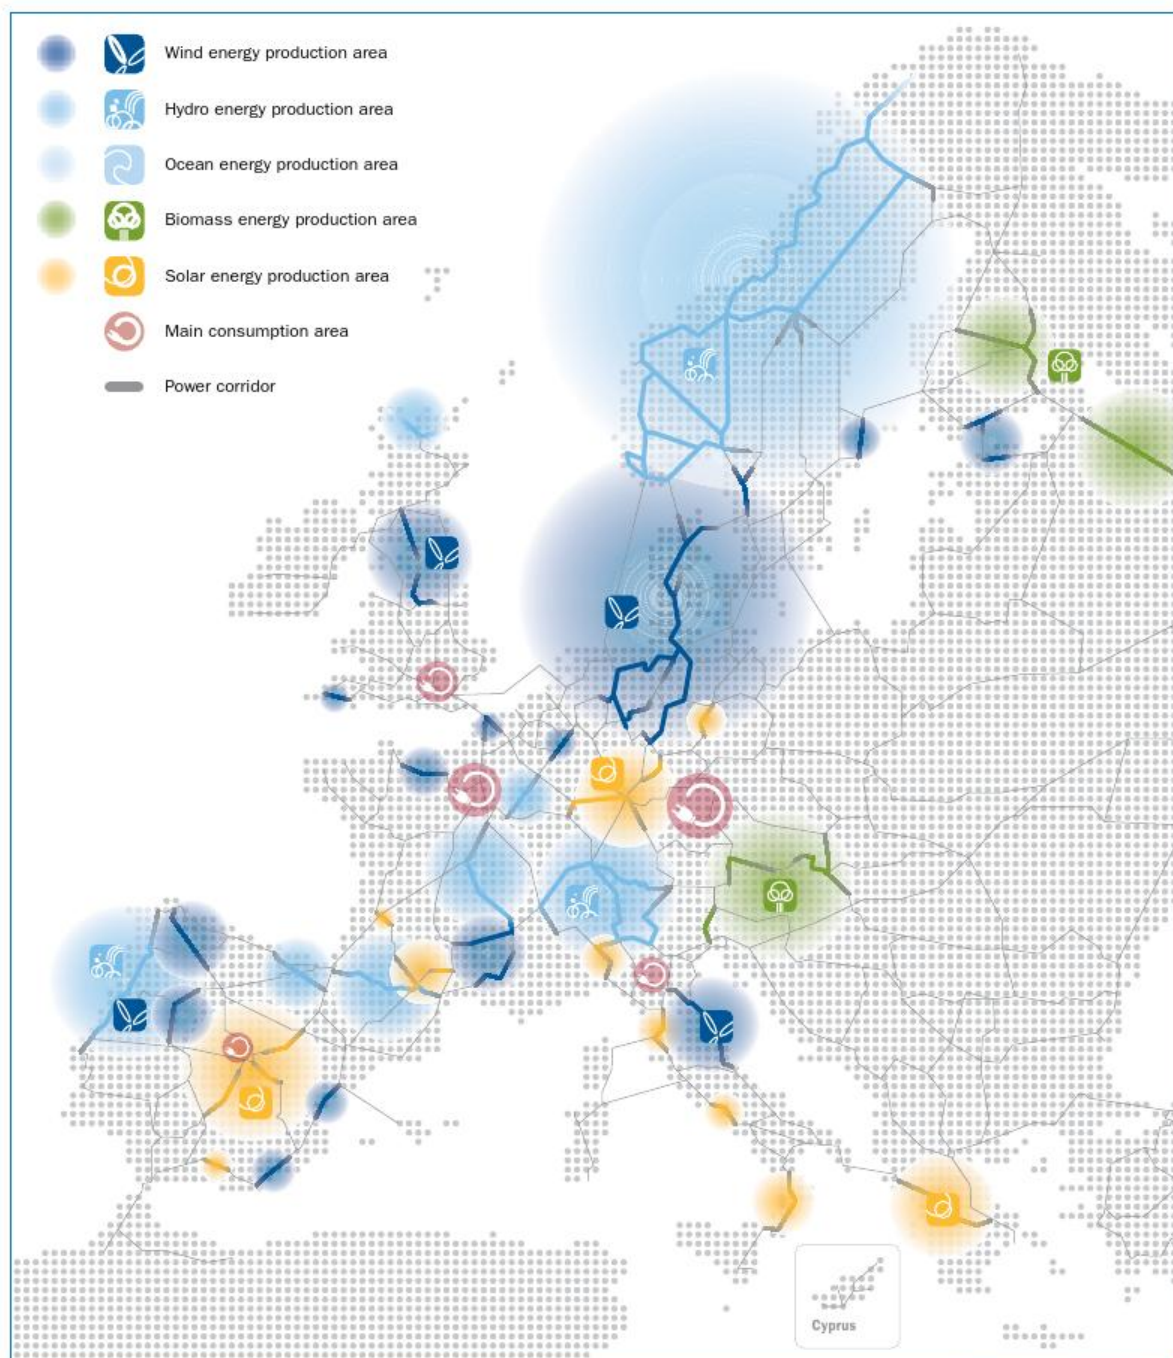 Wind energy production area
Hydro energy production area
Ocean energy production area
Biomass energy production area
Solar energy production area
Main consumption area
Power corridor
Cyprus